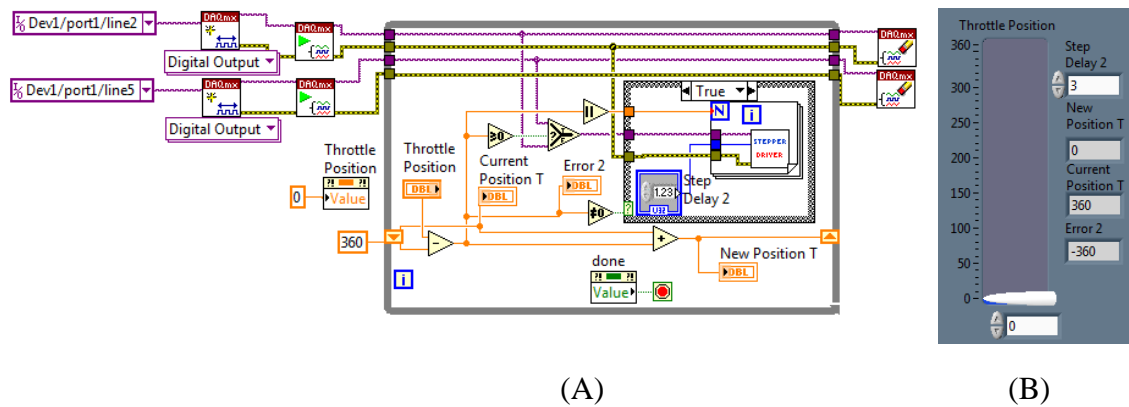 Dev1/port1/line2
DAQmx
DAQmx
DAQmx
Digital Output
Dev1/port1/line5
DAQmx
DAQmx
DAQmx
Digital Output
True
N
i
STEPPER
DRIVER
≥0
?
F
Throttle
Position
Value
0
Throttle
Position
DBL
Current
Position T
DBL
Error 2
DBL
≠0
1.23
U32
Step
Delay 2
360
New Position T
DBL
i
done
Value
Throttle Position
360
300
250
200
150
100
50
0
0
Step
Delay 2
3
New
Position T
0
Current
Position T
360
Error 2
-360
(A)
(B)